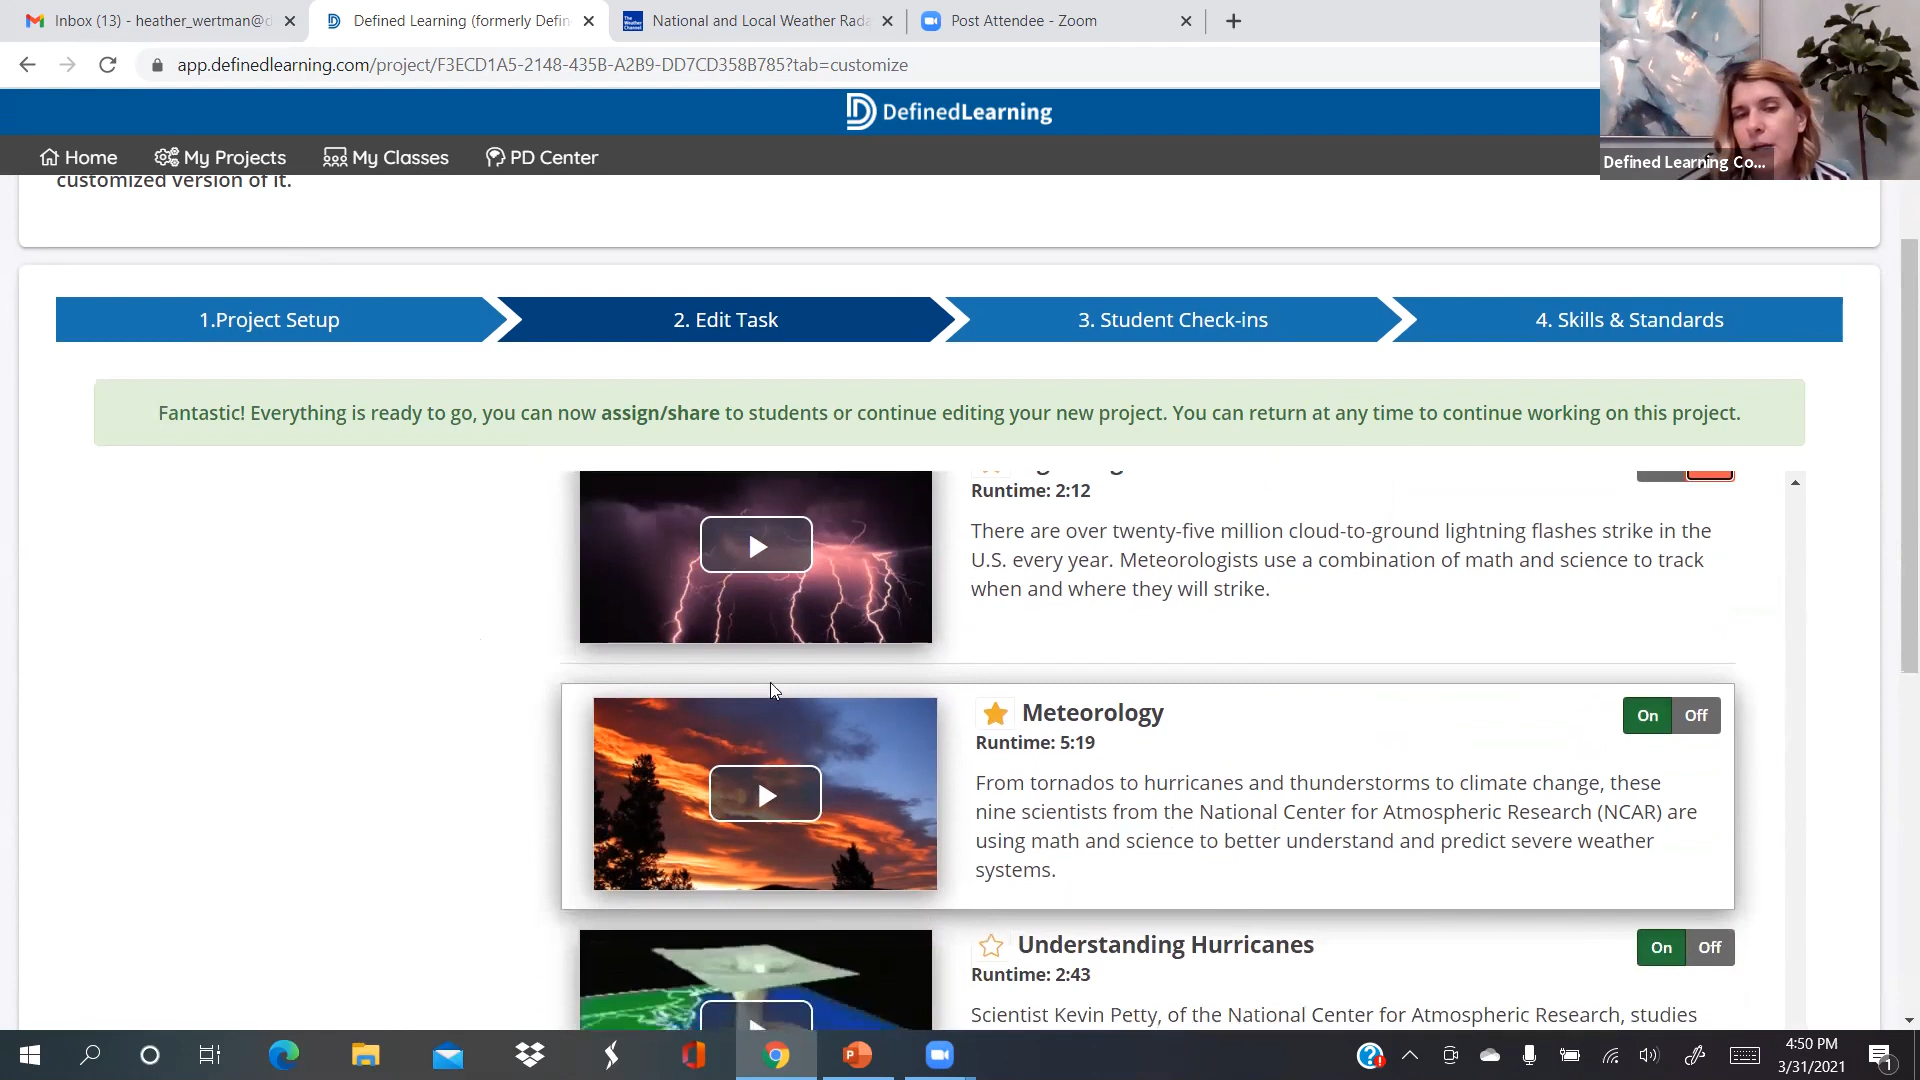 Inbox (13) - heather_wertman@d
Defined Learning (formerly Defin
The Weather Channel
National and Local Weather Rada
Post Attendee - Zoom
app.definedlearning.com/project/F3ECD1A5-2148-435B-A2B9-DD7CD358B785?tab=customize
DefinedLearning
Home
My Projects
My Classes
PD Center
Defined Learning Co...
customized version of it.
1.Project Setup
2. Edit Task
3. Student Check-ins
4. Skills & Standards
Fantastic! Everything is ready to go, you can now assign/share to students or continue editing your new project. You can return at any time to continue working on this project.
Runtime: 2:12
There are over twenty-five million cloud-to-ground lightning flashes strike in the
U.S. every year. Meteorologists use a combination of math and science to track
when and where they will strike.
Meteorology
On Off
Runtime: 5:19
From tornados to hurricanes and thunderstorms to climate change, these
nine scientists from the National Center for Atmospheric Research (NCAR) are
using math and science to better understand and predict severe weather
systems.
Understanding Hurricanes
On Off
Runtime: 2:43
Scientist Kevin Petty, of the National Center for Atmospheric Research, studies
4:50 PM
3/31/2021
1